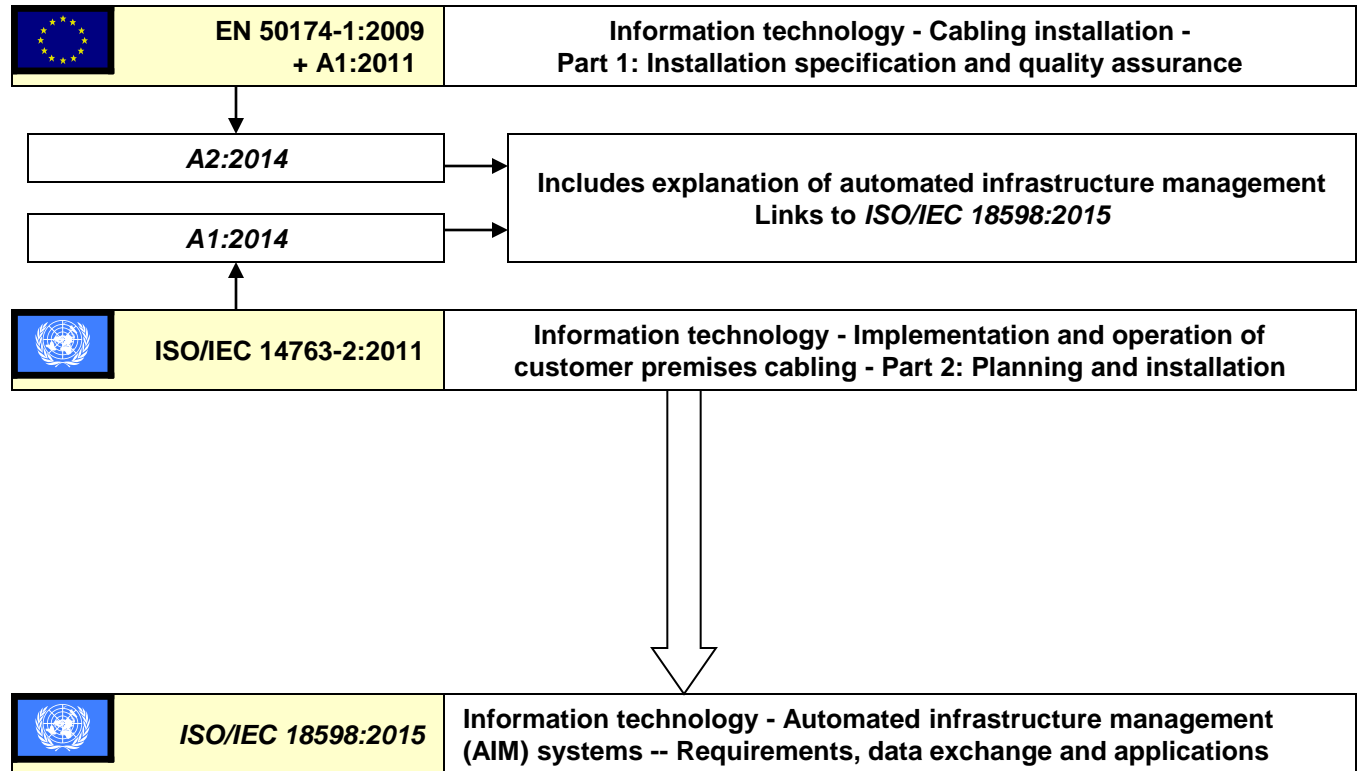 EN 50174-1:2009
+ A1:2011
Information technology - Cabling installation -
Part 1: Installation specification and quality assurance
A2:2014
Includes explanation of automated infrastructure management
Links to ISO/IEC 18598:2015
A1:2014
ISO/IEC 14763-2:2011
Information technology - Implementation and operation of
customer premises cabling - Part 2: Planning and installation
ISO/IEC 18598:2015
Information technology - Automated infrastructure management
(AIM) systems -- Requirements, data exchange and applications